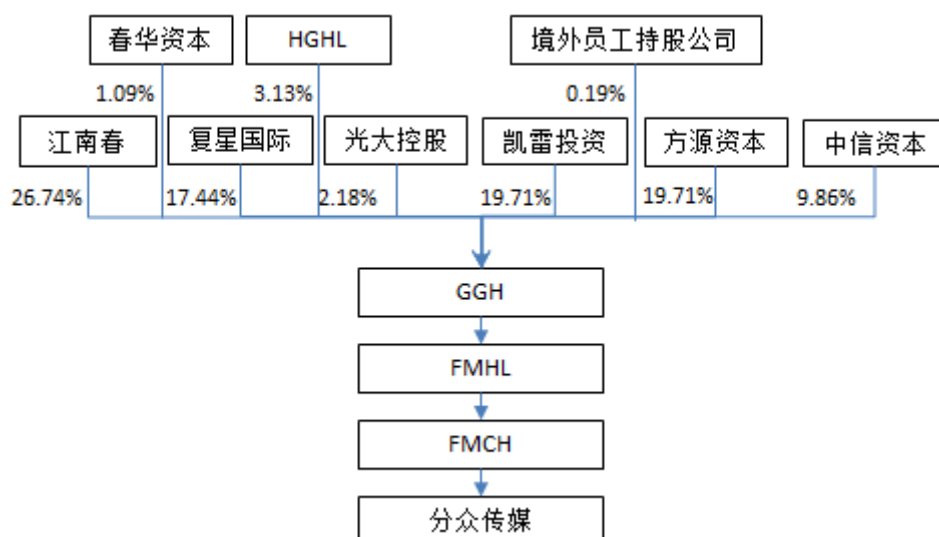 春华资本
HGHL
境外员工持股公司
1.09%
3.13%
0.19%
江南春
复星国际
光大控股
凯雷投资
方源资本
中信资本
26.74%
17.44%
2.18%
19.71%
19.71%
9.86%
GGH
FMHL
FMCH
分众传媒